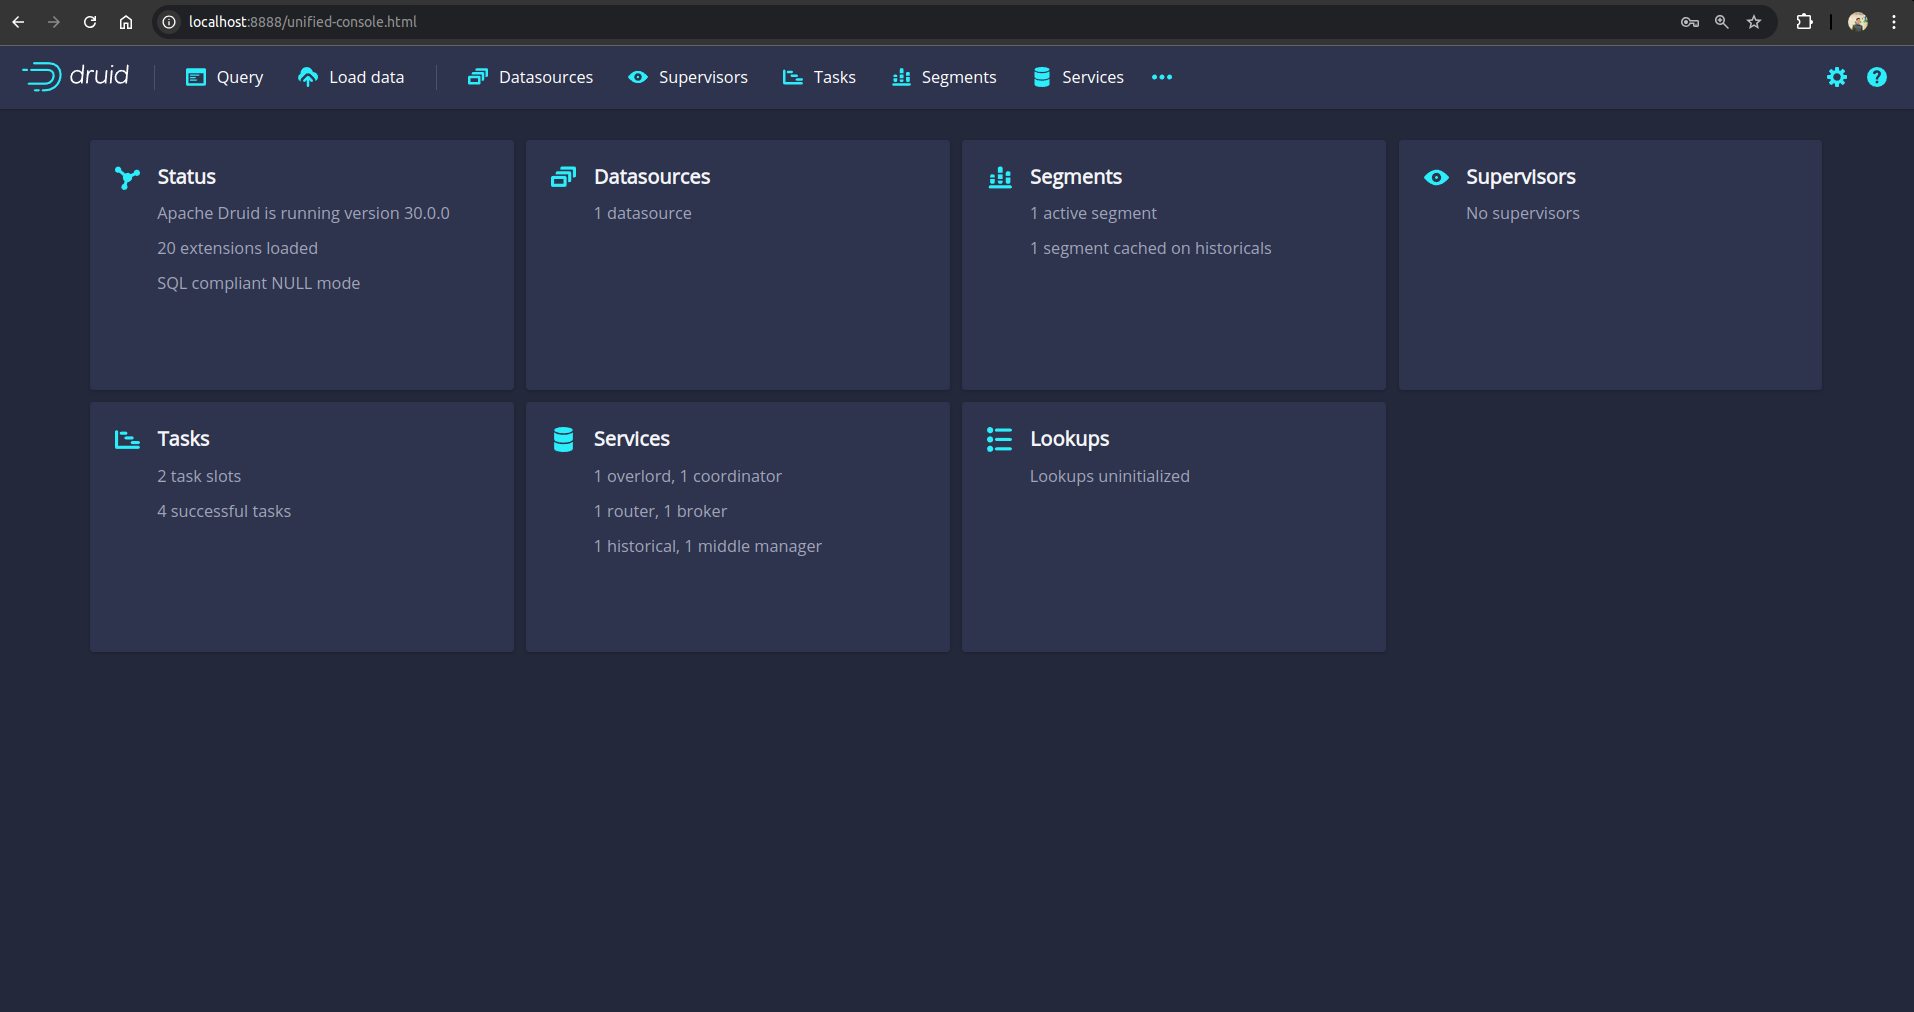 localhost:8888/unified-console.html
druid Query Load data Datasources Supervisors Tasks Segments Services
Status
Apache Druid is running version 30.0.0
20 extensions loaded
SQL compliant NULL mode
Datasources
1 datasource
Segments
1 active segment
1 segment cached on historicals
Supervisors
No supervisors
Tasks
2 task slots
4 successful tasks
Services
1 overlord, 1 coordinator
1 router, 1 broker
1 historical, 1 middle manager
Lookups
Lookups uninitialized